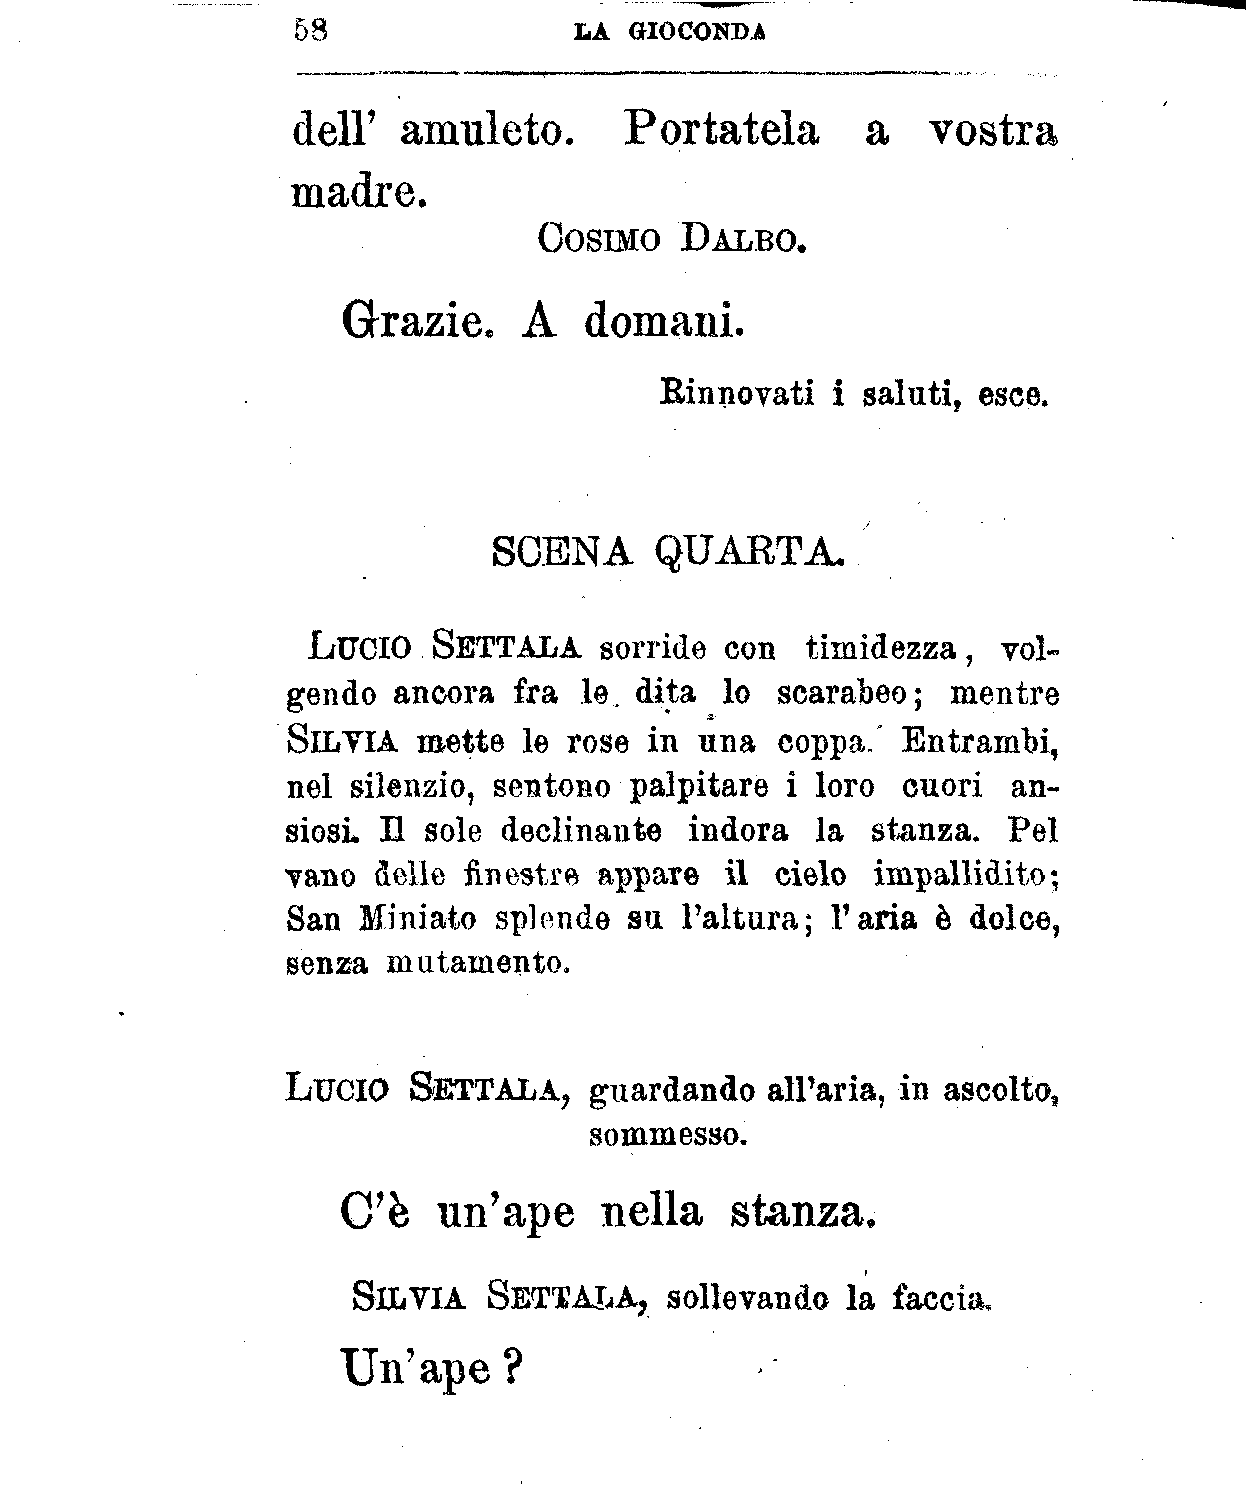 58 LA GIOCONDA
dell' amuleto. Portatela a vostra
madre.
COSIMO DALBO.
Grazie. A domani.
Rinnovati i saluti, esce.
SCENA QUARTA.
LUCIO SETTALA sorride con timidezza, vol-
gendo ancora fra le dita lo scarabeo; mentre
SILVIA mette le rose in una coppa. Entrambi,
nel silenzio, sentono palpitare i loro cuori an-
siosi. Il sole declinante indora la stanza. Pel
vano delle finestre appare il cielo impallidito;
San Miniato splende su l'altura; l'aria è dolce,
senza mutamento.
LUCIO SETTALA, guardando all'aria, in ascolto,
sommesso.
C'è un'ape nella stanza.
SILVIA SETTALA, sollevando la faccia.
Un'ape?